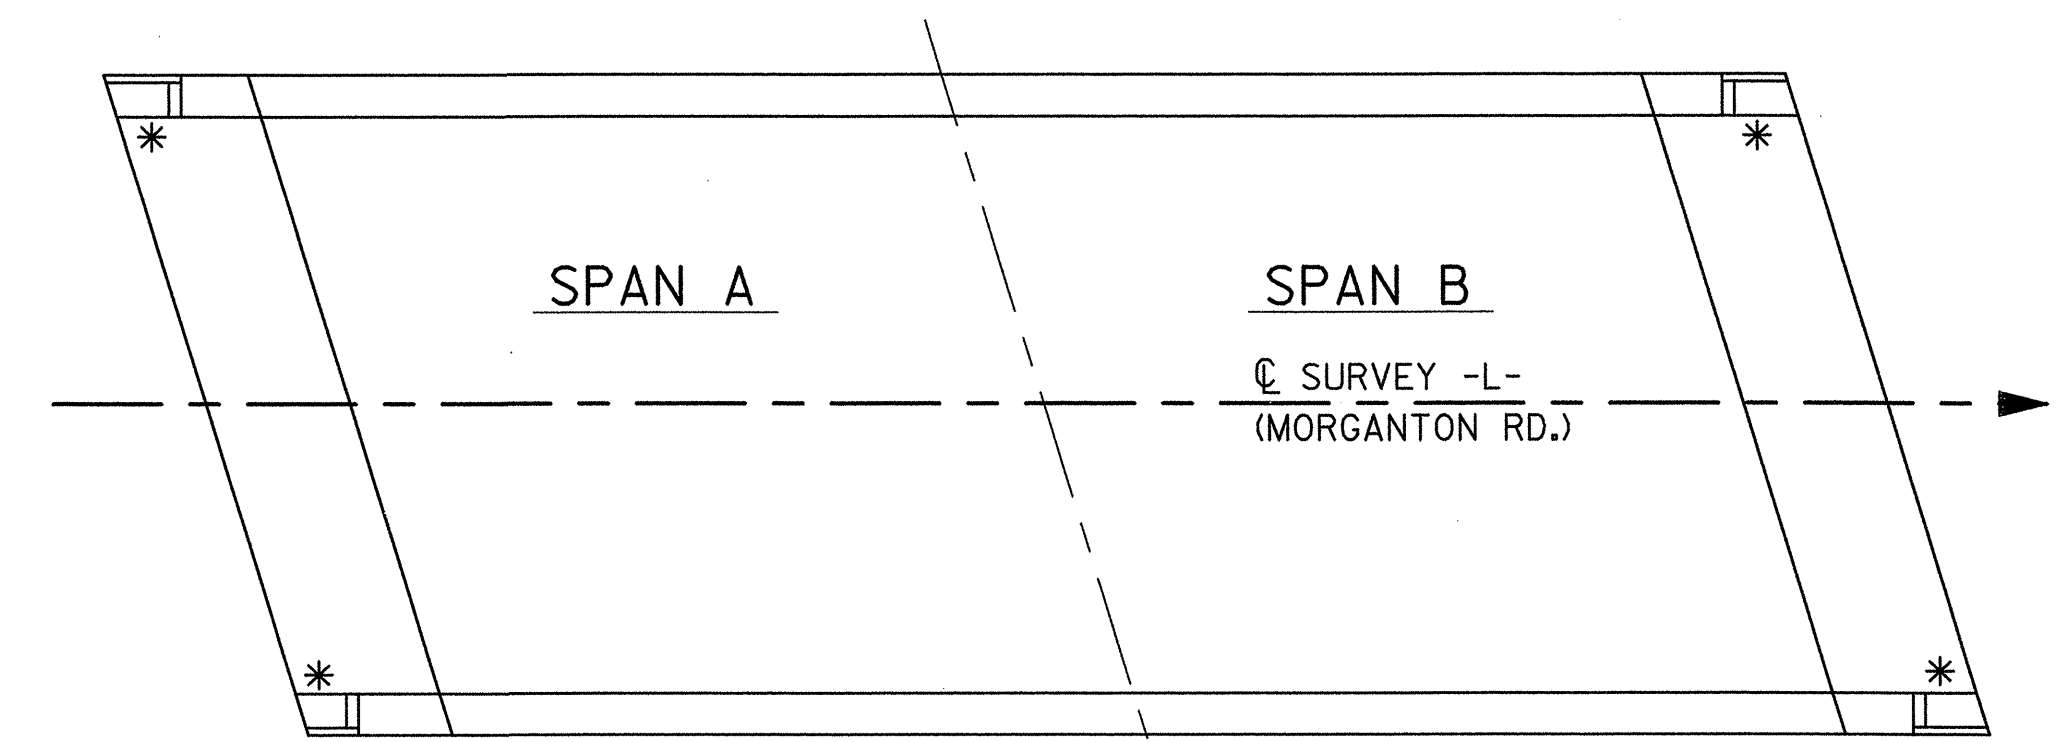 SPAN A
SPAN B
℄ SURVEY -L-
(MORGANTON RD.)